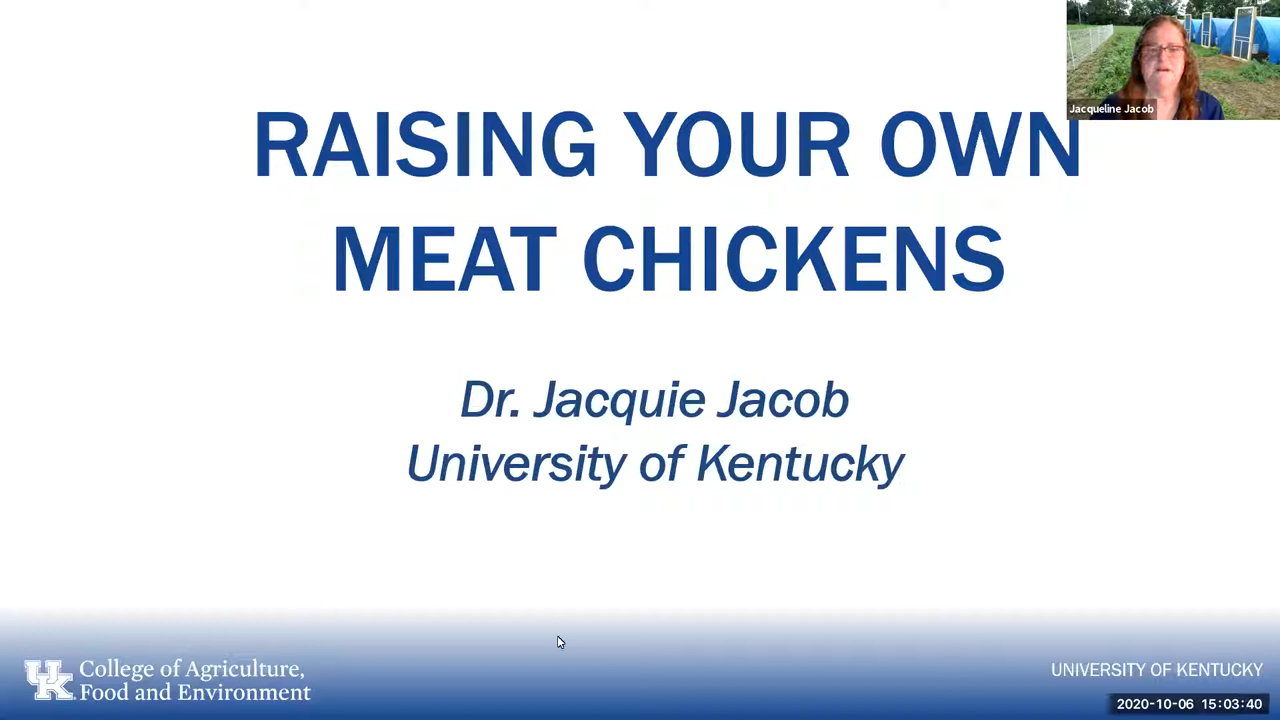 Jacqueline Jacob
RAISING YOUR OWN
MEAT CHICKENS
Dr. Jacquie Jacob
University of Kentucky
UK
College of Agriculture,
Food and Environment
UNIVERSITY OF KENTUCKY
2020-10-06 15:03:40